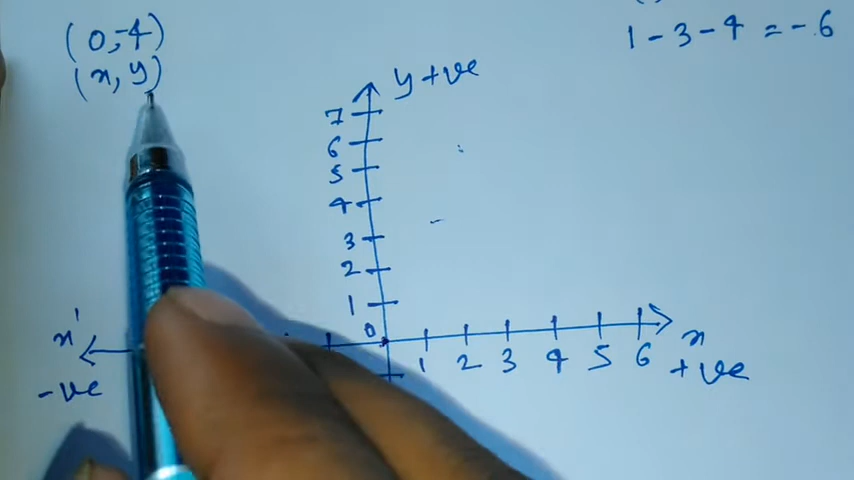 (0,-4)
(x, y)
1 - 3 - 4 = - 6
y +ve
7
6
5
4
3
2
1
0
x'
-ve
1 2 3 4 5 6
x
+ve